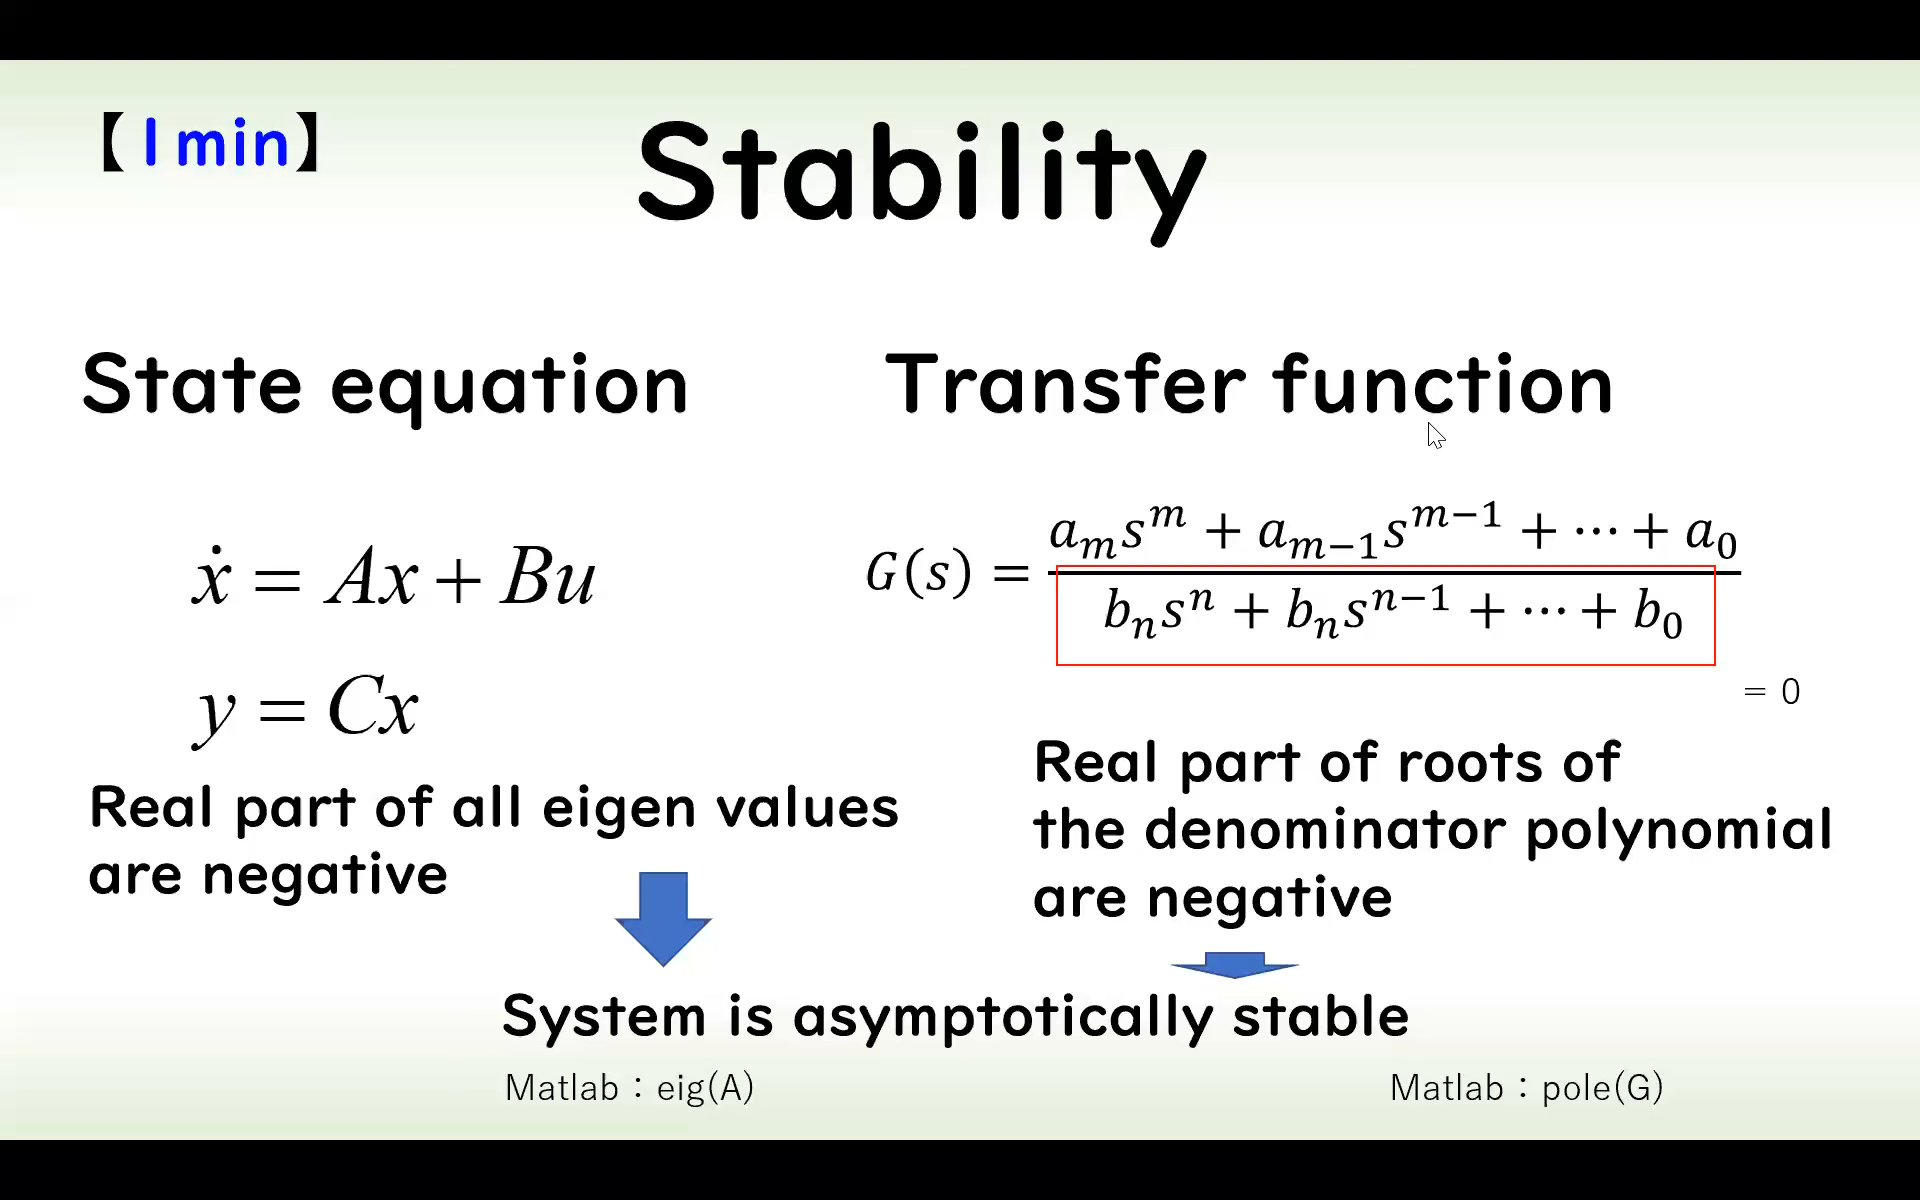 【1min】
Stability
State equation
Transfer function
ẋ = Ax + Bu
y = Cx
G(s) = \frac{a_m s^m + a_{m-1} s^{m-1} + ⋯ + a_0}{b_n s^n + b_n s^{n-1} + ⋯ + b_0}
= 0
Real part of all eigen values
are negative
Real part of roots of
the denominator polynomial
are negative
System is asymptotically stable
Matlab：eig(A)
Matlab：pole(G)